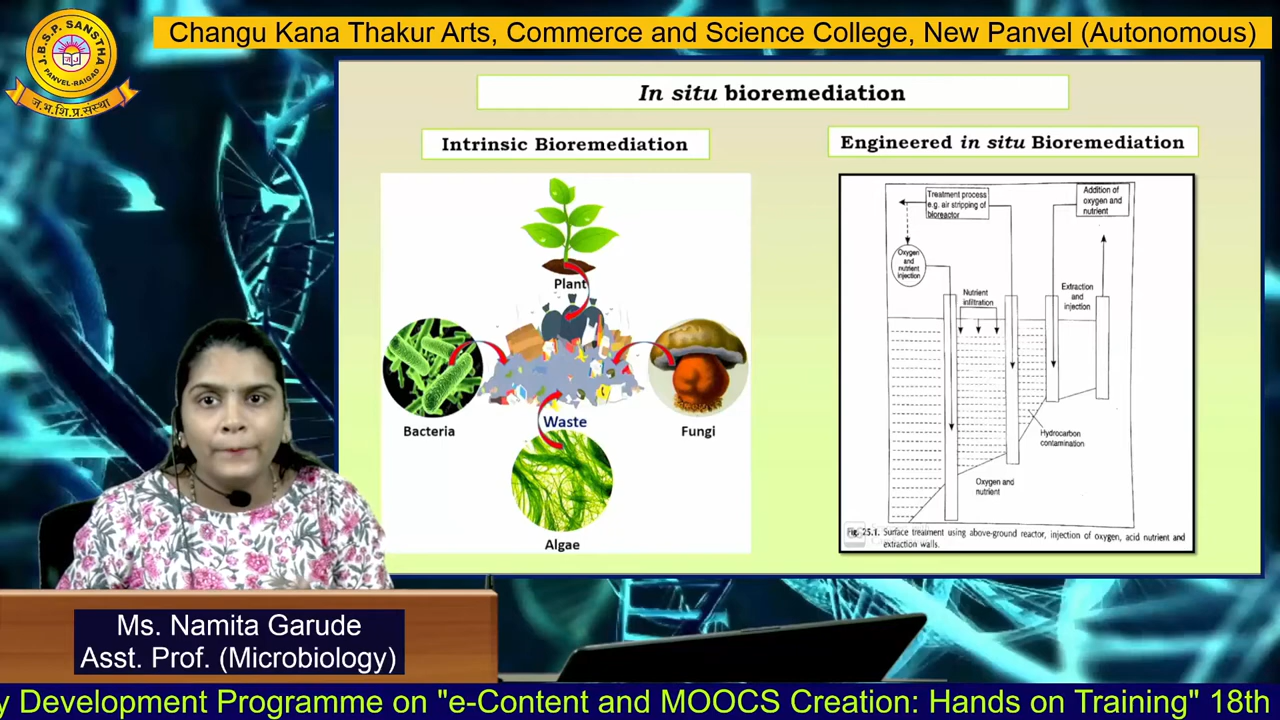 Changu Kana Thakur Arts, Commerce and Science College, New Panvel (Autonomous)
J.B.S.P. SANSTHA
PANVEL-RAIGAD
ज.भ.शि.प्र.संस्था
In situ bioremediation
Intrinsic Bioremediation
Engineered in situ Bioremediation
Plant
Bacteria
Waste
Fungi
Algae
Treatment process
e.g. air stripping of
bioreactor
Addition of
oxygen and
nutrient
Oxygen
and
nutrient
injection
Nutrient
infiltration
Extraction
and
injection
Hydrocarbon
contamination
Oxygen and
nutrient
Fig. 25.1. Surface treatment using above-ground reactor, injection of oxygen, acid nutrient and
extraction walls.
Ms. Namita Garude
Asst. Prof. (Microbiology)
y Development Programme on "e-Content and MOOCS Creation: Hands on Training" 18th